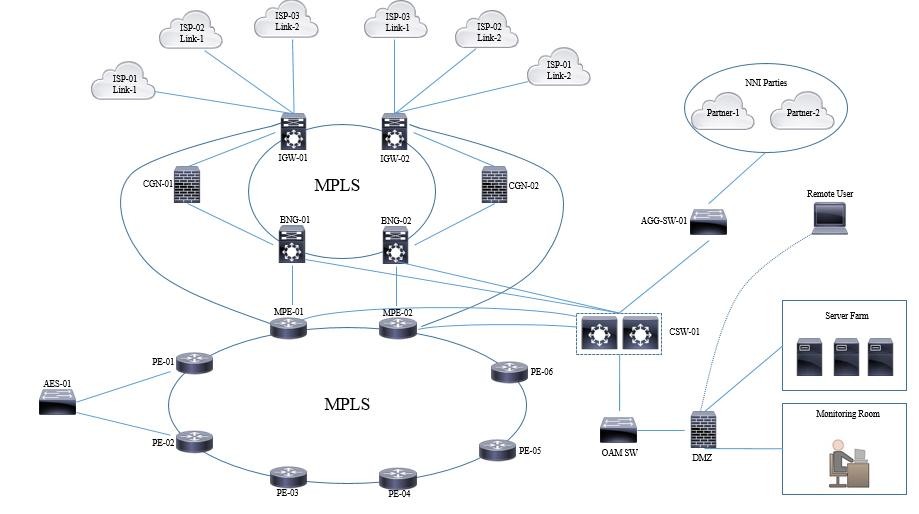 ISP-01
Link-1
ISP-02
Link-1
ISP-03
Link-2
ISP-03
Link-1
ISP-02
Link-2
ISP-01
Link-2
NNI Parties
Partner-1
Partner-2
IGW-01
IGW-02
CGN-01
MPLS
CGN-02
BNG-01
BNG-02
AGG-SW-01
Remote User
MPE-01
MPE-02
CSW-01
Server Farm
PE-01
PE-06
AES-01
MPLS
PE-02
PE-05
PE-03
PE-04
OAM SW
DMZ
Monitoring Room